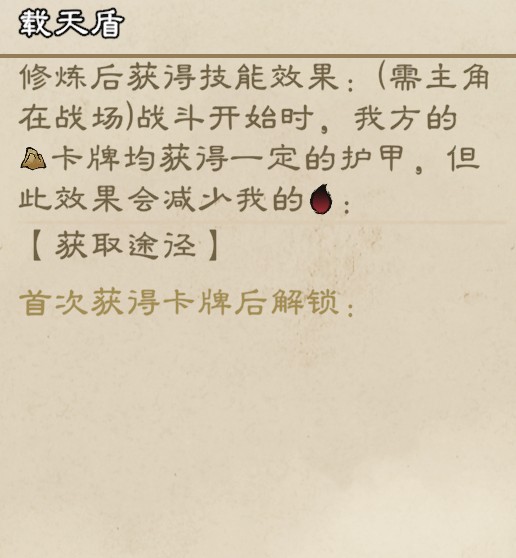 载天盾
修炼后获得技能效果：(需主角
在战场)战斗开始时，我方的
卡牌均获得一定的护甲，但
此效果会减少我的：
【获取途径】
首次获得卡牌后解锁：